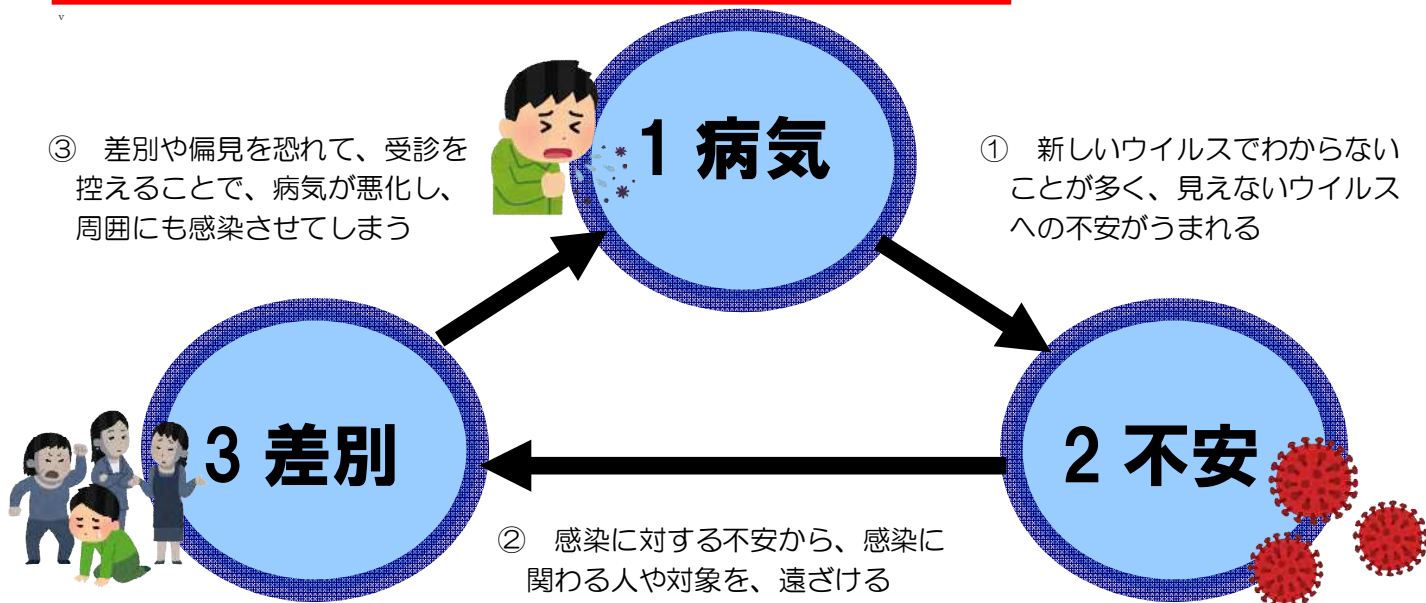 v
1 病気
① 新しいウイルスでわからない
ことが多く、見えないウイルス
への不安がうまれる
2 不安
② 感染に対する不安から、感染に
関わる人や対象を、遠ざける
3 差別
③ 差別や偏見を恐れて、受診を
控えることで、病気が悪化し、
周囲にも感染させてしまう